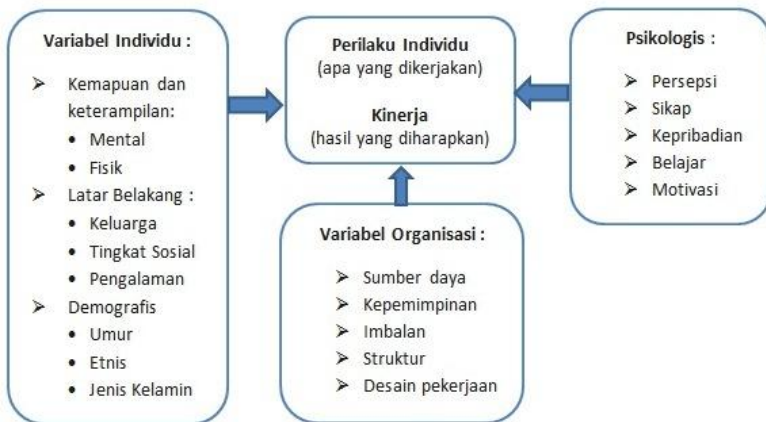 Variabel Individu :
➢ Kemapuan dan
keterampilan:
• Mental
• Fisik
➢ Latar Belakang :
• Keluarga
• Tingkat Sosial
• Pengalaman
➢ Demografis
• Umur
• Etnis
• Jenis Kelamin
Perilaku Individu
(apa yang dikerjakan)
Kinerja
(hasil yang diharapkan)
Psikologis :
➢ Persepsi
➢ Sikap
➢ Kepribadian
➢ Belajar
➢ Motivasi
Variabel Organisasi :
➢ Sumber daya
➢ Kepemimpinan
➢ Imbalan
➢ Struktur
➢ Desain pekerjaan